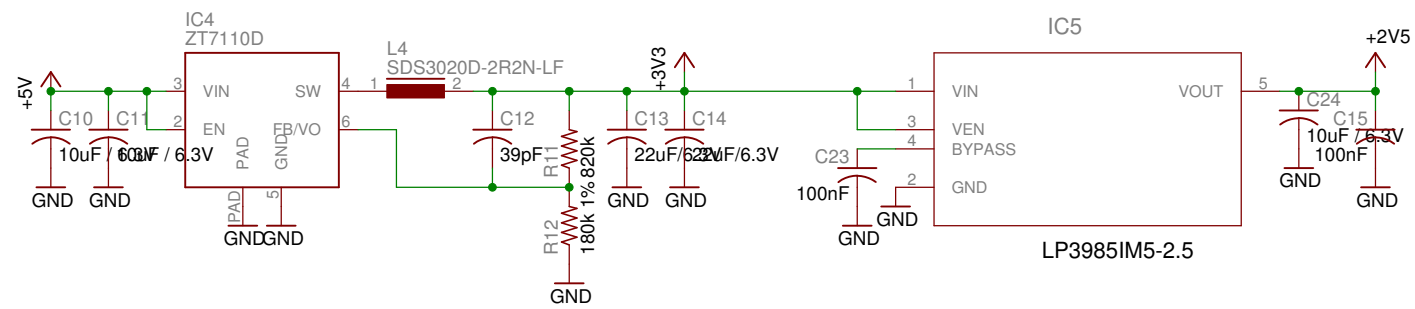 IC4
ZT7110D
+5V
C10
10uF / 6.3V
C11
10uF / 6.3V
3
VIN
2
EN
SW
4
FB/VO
6
PAD
GND
PAD
5
GND
GND
GND
GND
L4
SDS3020D-2R2N-LF
1
2
C12
39pF
R11
820k
R12
180k 1%
GND
C13
22uF/6.3V
GND
+3V3
C14
22uF/6.3V
GND
C23
100nF
GND
GND
IC5
1
VIN
3
VEN
4
BYPASS
2
GND
VOUT
5
LP3985IM5-2.5
C24
10uF / 6.3V
GND
+2V5
C15
100nF
GND